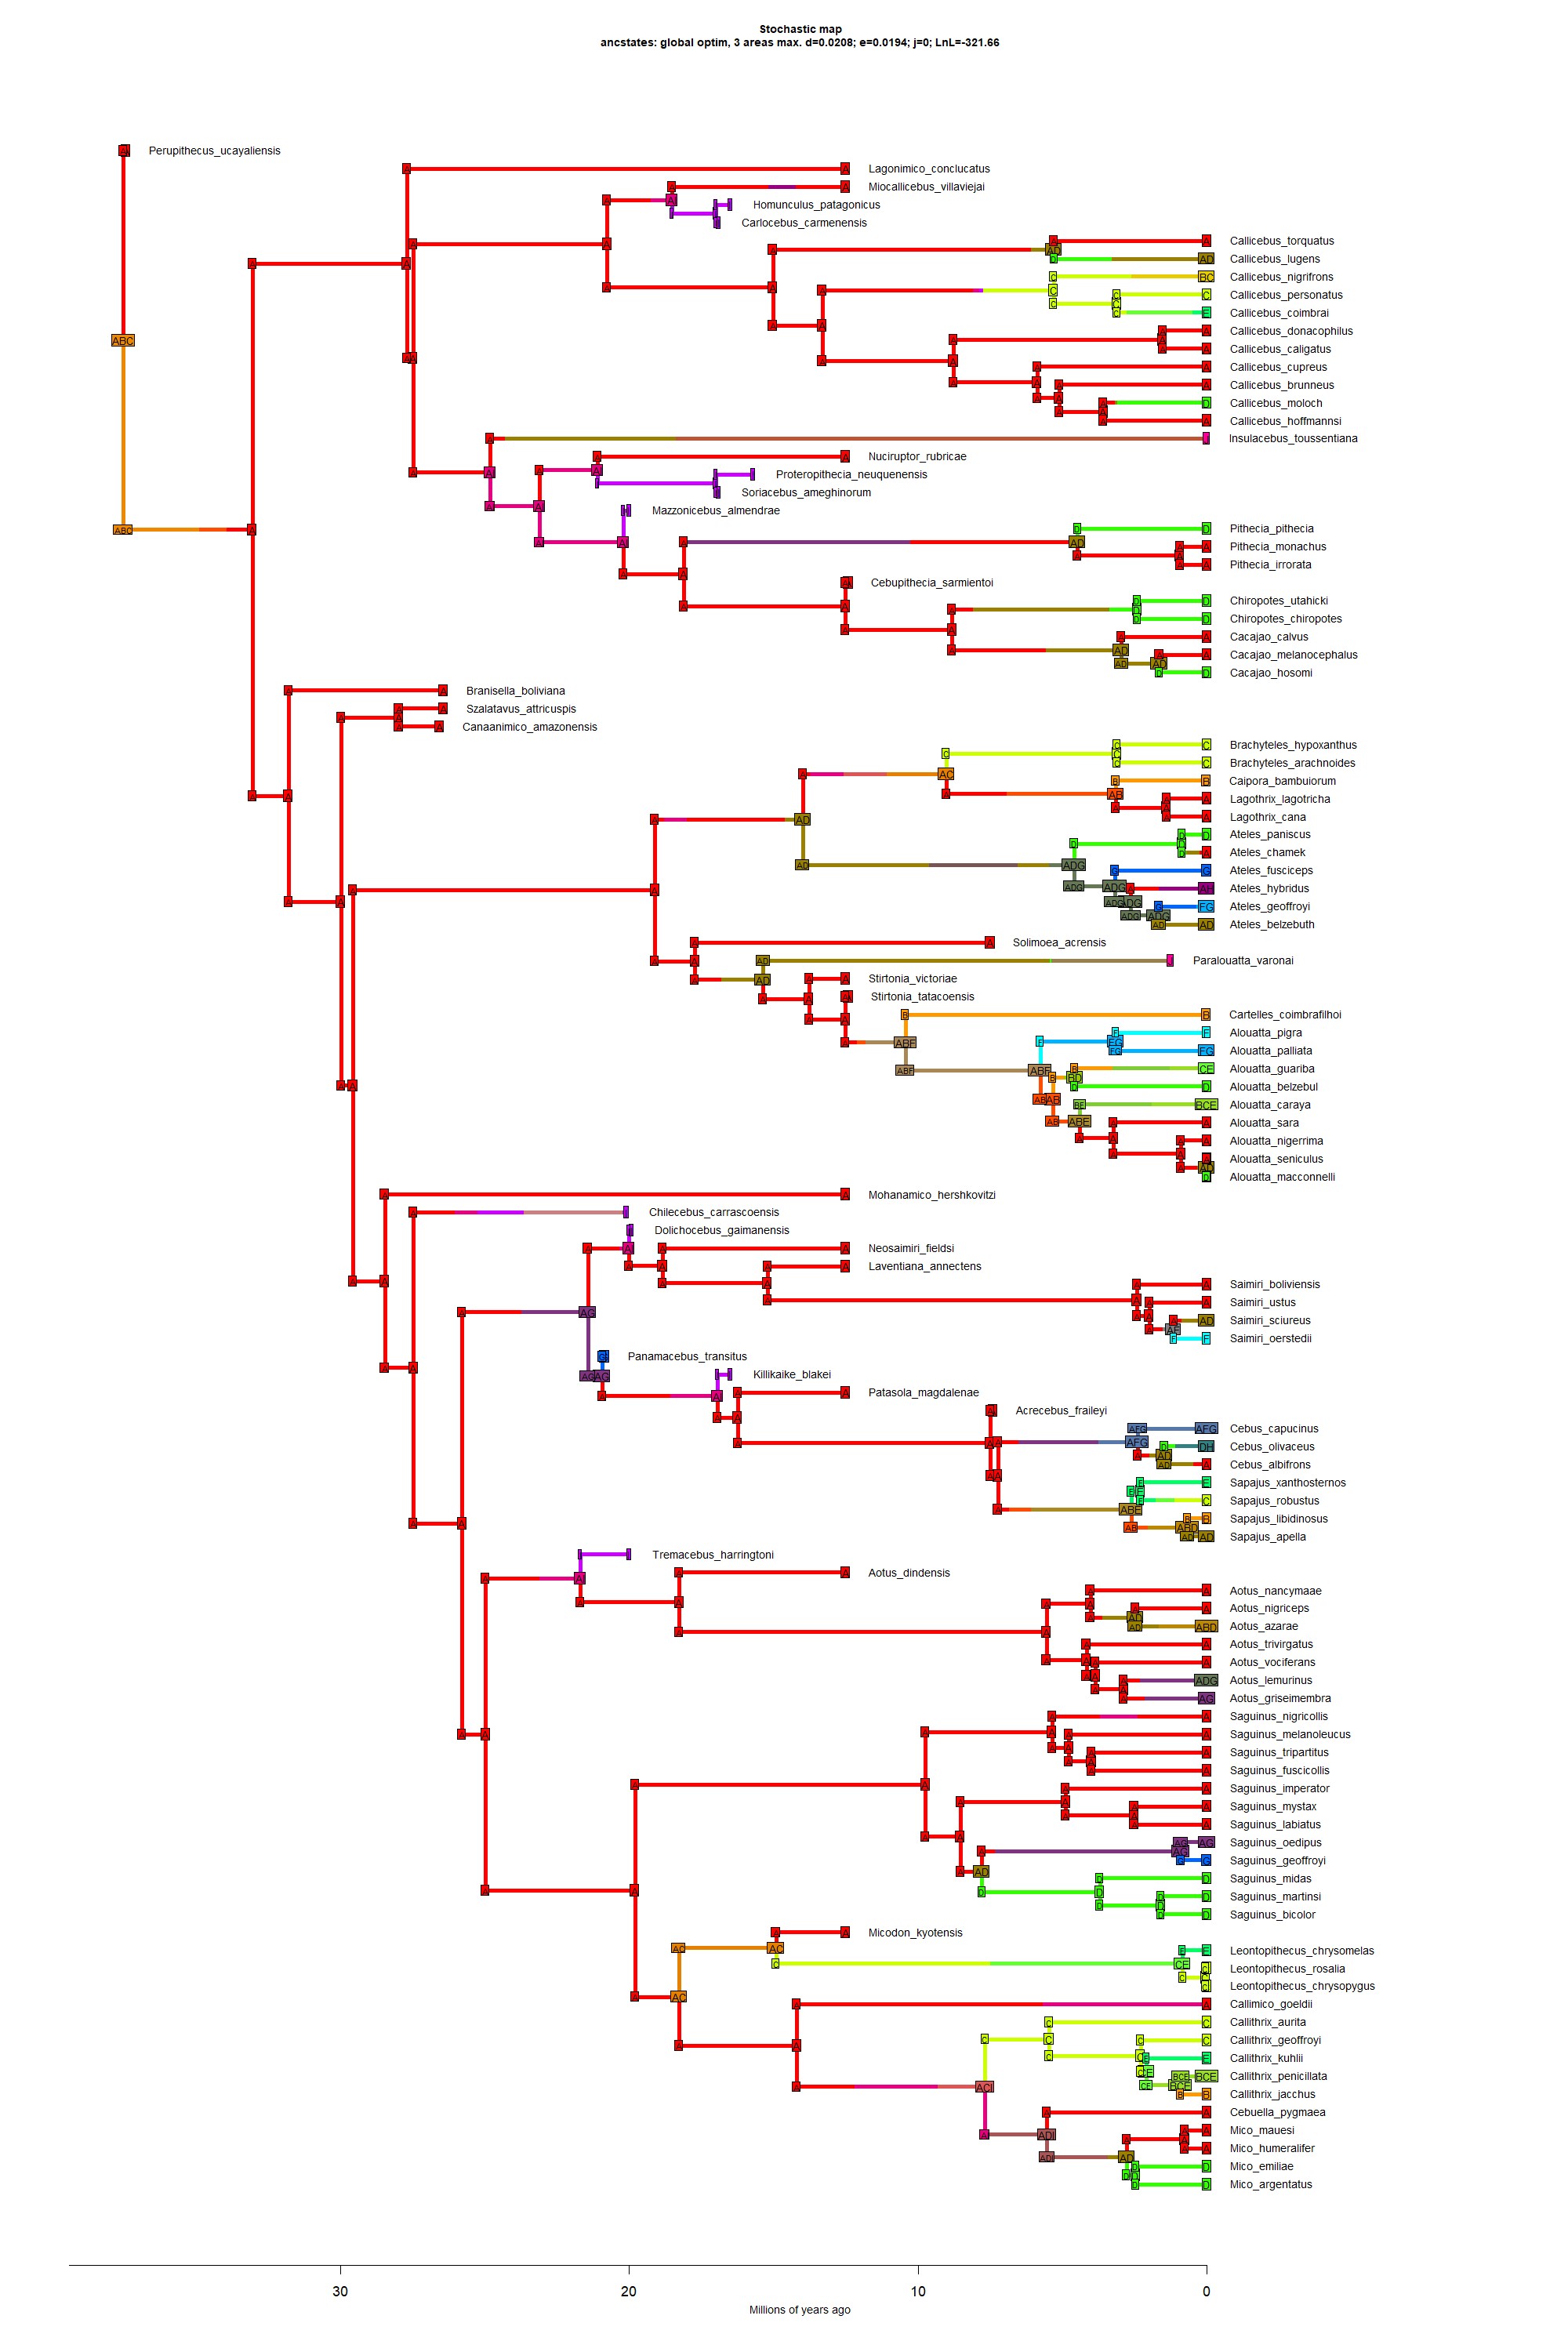 Stochastic map
ancstates: global optim, 3 areas max. d=0.0208; e=0.0194; j=0; LnL=-321.66
Perupithecus_ucayaliensis
Lagonimico_conclucatus
Miocallicebus_villaviejai
Homunculus_patagonicus
Carlocebus_carmenensis
Callicebus_torquatus
Callicebus_lugens
Callicebus_nigrifrons
Callicebus_personatus
Callicebus_coimbrai
Callicebus_donacophilus
Callicebus_caligatus
Callicebus_cupreus
Callicebus_brunneus
Callicebus_moloch
Callicebus_hoffmannsi
Insulacebus_toussentiana
Nuciruptor_rubricae
Proteropithecia_neuquenensis
Soriacebus_ameghinorum
Mazzonicebus_almendrae
Pithecia_pithecia
Pithecia_monachus
Pithecia_irrorata
Cebupithecia_sarmientoi
Chiropotes_utahicki
Chiropotes_chiropotes
Cacajao_calvus
Cacajao_melanocephalus
Cacajao_hosomi
Branisella_boliviana
Szalatavus_attricuspis
Canaanimico_amazonensis
Brachyteles_hypoxanthus
Brachyteles_arachnoides
Caipora_bambuiorum
Lagothrix_lagotricha
Lagothrix_cana
Ateles_paniscus
Ateles_chamek
Ateles_fusciceps
Ateles_hybridus
Ateles_geoffroyi
Ateles_belzebuth
Solimoea_acrensis
Paralouatta_varonai
Stirtonia_victoriae
Stirtonia_tatacoensis
Cartelles_coimbrafilhoi
Alouatta_pigra
Alouatta_palliata
Alouatta_guariba
Alouatta_belzebul
Alouatta_caraya
Alouatta_sara
Alouatta_nigerrima
Alouatta_seniculus
Alouatta_macconnelli
Mohanamico_hershkovitzi
Chilecebus_carrascoensis
Dolichocebus_gaimanensis
Neosaimiri_fieldsi
Laventiana_annectens
Saimiri_boliviensis
Saimiri_ustus
Saimiri_sciureus
Saimiri_oerstedii
Panamacebus_transitus
Killikaike_blakei
Patasola_magdalenae
Acrecebus_fraileyi
Cebus_capucinus
Cebus_olivaceus
Cebus_albifrons
Sapajus_xanthosternos
Sapajus_robustus
Sapajus_libidinosus
Sapajus_apella
Tremacebus_harringtoni
Aotus_dindensis
Aotus_nancymaae
Aotus_nigriceps
Aotus_azarae
Aotus_trivirgatus
Aotus_vociferans
Aotus_lemurinus
Aotus_griseimembra
Saguinus_nigricollis
Saguinus_melanoleucus
Saguinus_tripartitus
Saguinus_fuscicollis
Saguinus_imperator
Saguinus_mystax
Saguinus_labiatus
Saguinus_oedipus
Saguinus_geoffroyi
Saguinus_midas
Saguinus_martinsi
Saguinus_bicolor
Micodon_kyotensis
Leontopithecus_chrysomelas
Leontopithecus_rosalia
Leontopithecus_chrysopygus
Callimico_goeldii
Callithrix_aurita
Callithrix_geoffroyi
Callithrix_kuhlii
Callithrix_penicillata
Callithrix_jacchus
Cebuella_pygmaea
Mico_mauesi
Mico_humeralifer
Mico_emiliae
Mico_argentatus
30 20 10 0
Millions of years ago